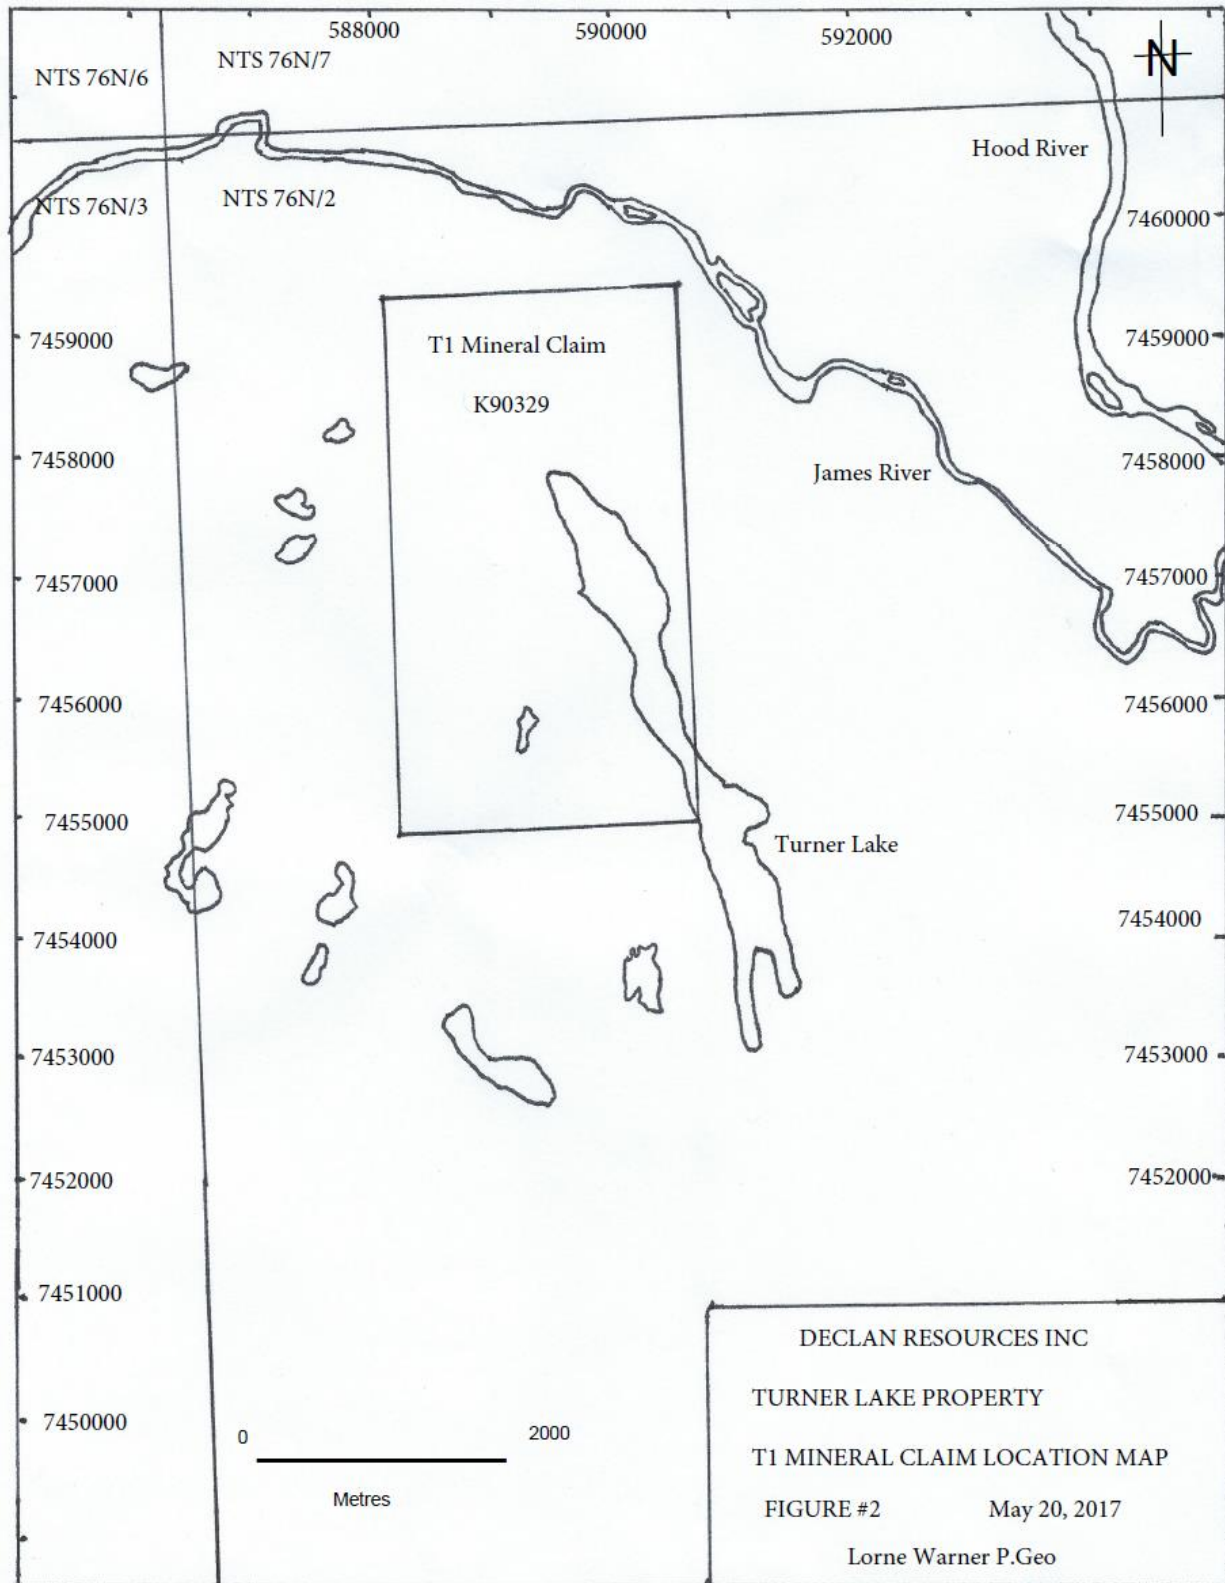 588000 590000 592000
NTS 76N/7
NTS 76N/6
N
Hood River
NTS 76N/2
NTS 76N/3
7460000
7459000
7459000
T1 Mineral Claim
K90329
7458000
7458000
James River
7457000
7457000
7456000
7456000
7455000
7455000
Turner Lake
7454000
7454000
7453000
7453000
7452000
7452000
7451000
7450000
0 2000
Metres
DECLAN RESOURCES INC
TURNER LAKE PROPERTY
T1 MINERAL CLAIM LOCATION MAP
FIGURE #2 May 20, 2017
Lorne Warner P.Geo